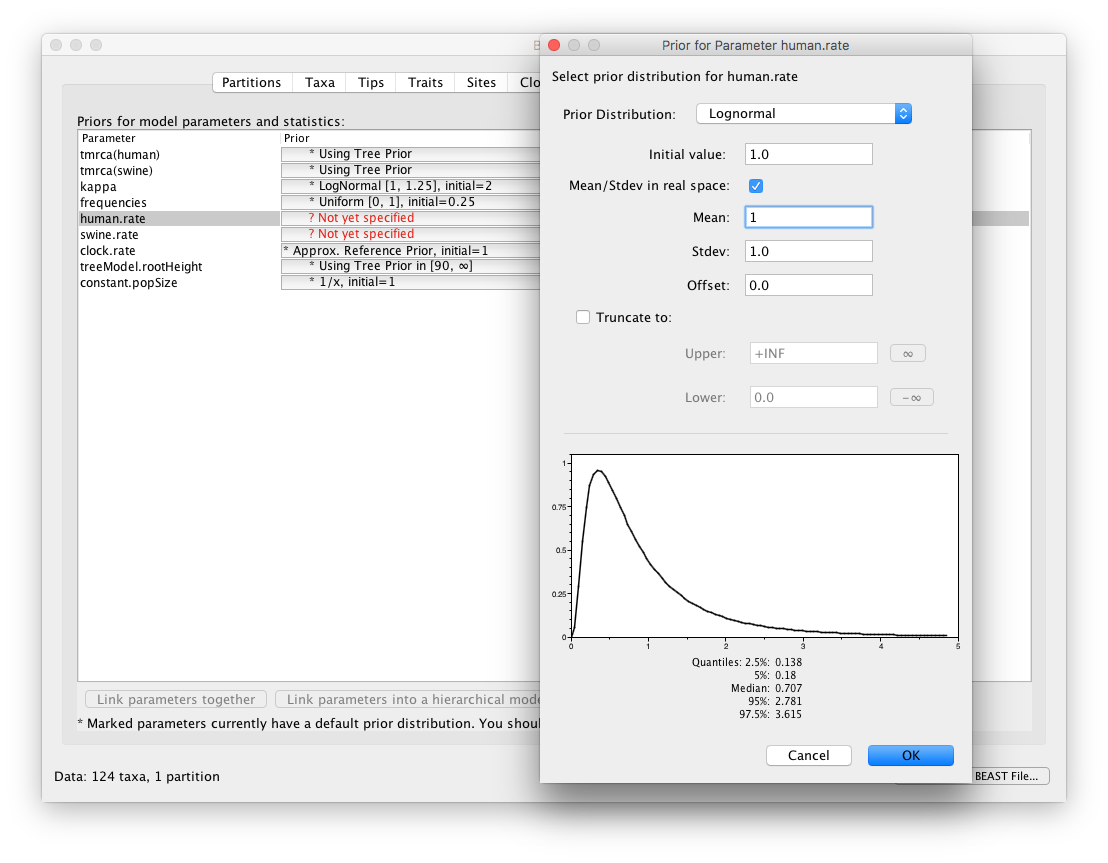 B
Prior for Parameter human.rate
Partitions Taxa Tips Traits Sites Clo
Priors for model parameters and statistics:
Parameter Prior
tmrca(human) * Using Tree Prior
tmrca(swine) * Using Tree Prior
kappa * LogNormal [1, 1.25], initial=2
frequencies * Uniform [0, 1], initial=0.25
human.rate ? Not yet specified
swine.rate ? Not yet specified
clock.rate * Approx. Reference Prior, initial=1
treeModel.rootHeight * Using Tree Prior in [90, ∞]
constant.popSize * 1/x, initial=1
Link parameters together Link parameters into a hierarchical mode
* Marked parameters currently have a default prior distribution. You shou
Data: 124 taxa, 1 partition
BEAST File...
Select prior distribution for human.rate
Prior Distribution: Lognormal
Initial value: 1.0
Mean/Stdev in real space:
Mean: 1
Stdev: 1.0
Offset: 0.0
Truncate to:
Upper: +INF ∞
Lower: 0.0 -∞
1
0.75
0.5
0.25
0
0 1 2 3 4 5
Quantiles: 2.5%: 0.138
5%: 0.18
Median: 0.707
95%: 2.781
97.5%: 3.615
Cancel OK